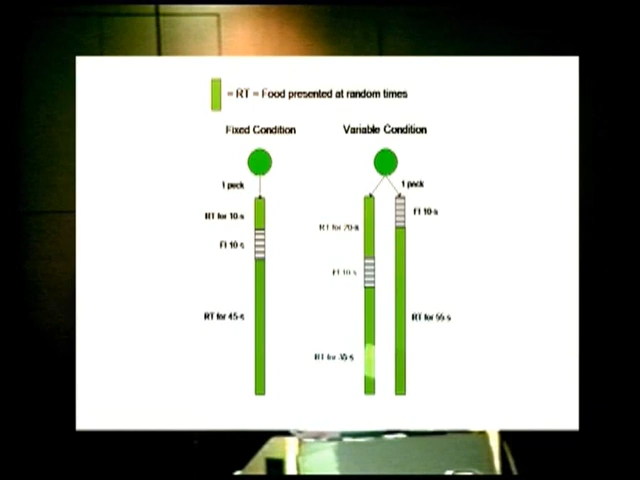 = RT = Food presented at random times
Fixed Condition
Variable Condition
1 peck
1 peck
RT for 10-s
FI 10-s
RT for 20-s
FI 10-s
FI 10-s
RT for 45-s
RT for 55-s
RT for 35-s